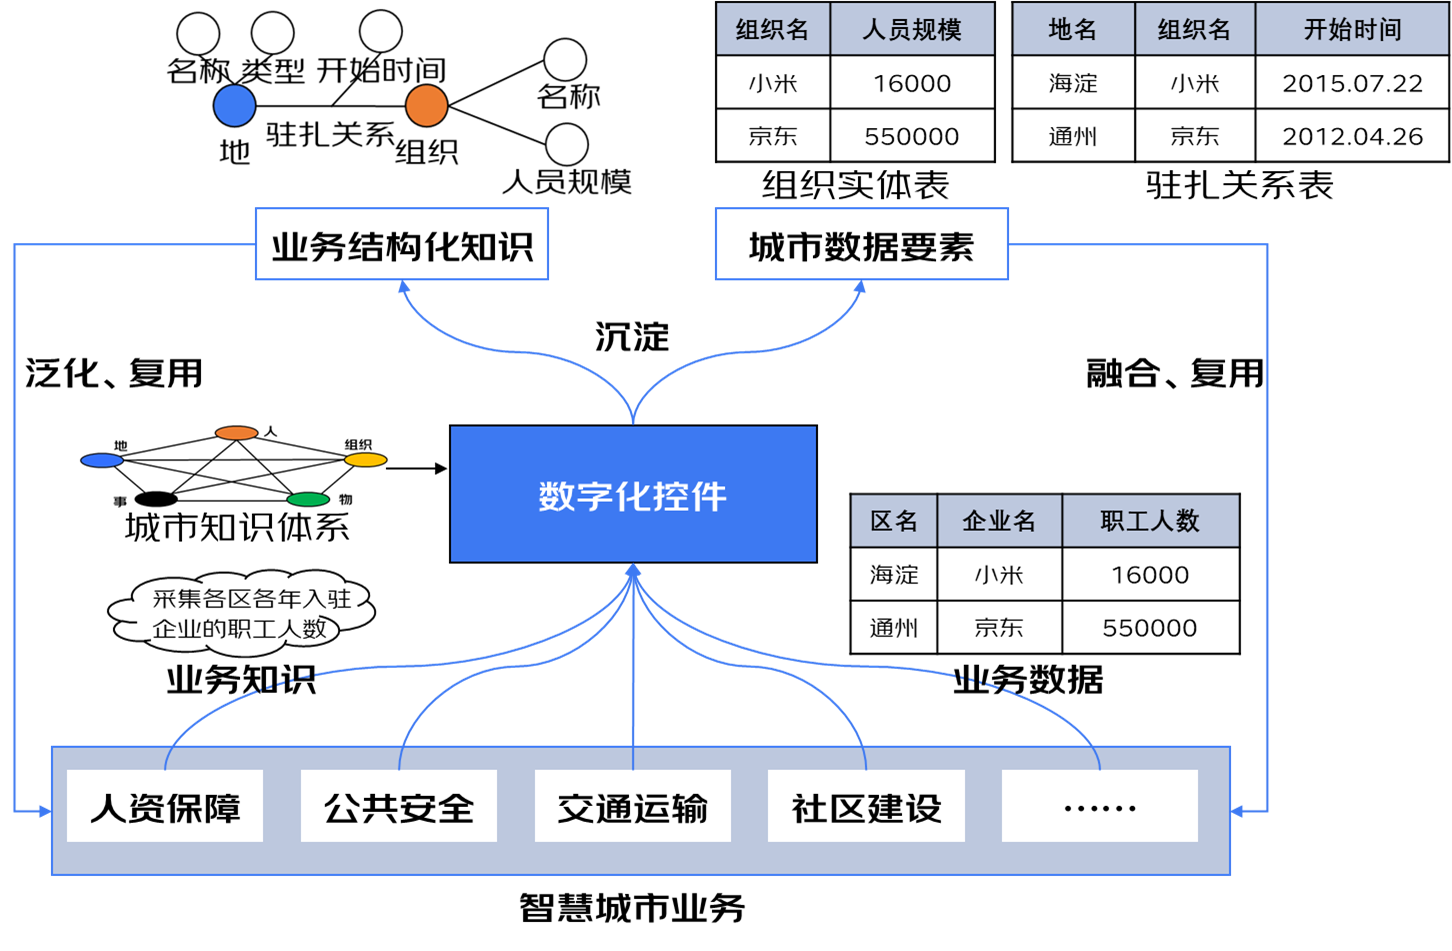 名称 类型 开始时间
名称
驻扎关系
地
组织
人员规模
组织名 人员规模
小米 16000
京东 550000
组织实体表
地名 组织名 开始时间
海淀 小米 2015.07.22
通州 京东 2012.04.26
驻扎关系表
业务结构化知识
城市数据要素
沉淀
泛化、复用
融合、复用
人
地
组织
事
物
城市知识体系
数字化控件
区名 企业名 职工人数
海淀 小米 16000
通州 京东 550000
采集各区各年入驻
企业的职工人数
业务知识
业务数据
人资保障
公共安全
交通运输
社区建设
……
智慧城市业务